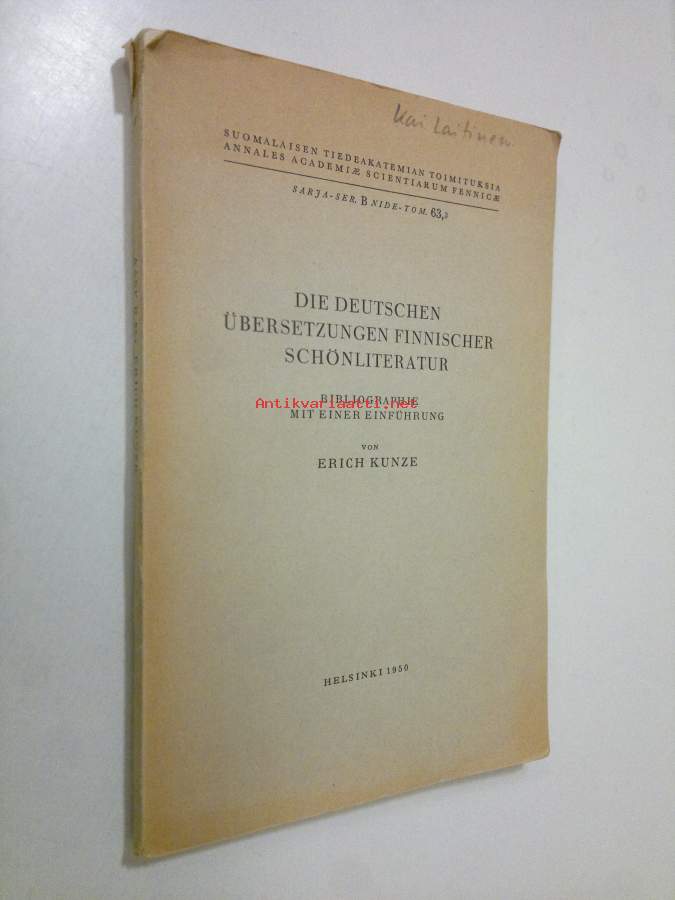 Kai Laitinen
SUOMALAISEN TIEDEAKATEMIAN TOIMITUKSIA
ANNALES ACADEMIÆ SCIENTIARUM FENNICÆ
SARJA-SER. B NIDE-TOM. 63,3
DIE DEUTSCHEN
ÜBERSETZUNGEN FINNISCHER
SCHÖNLITERATUR
BIBLIOGRAPHIE
Antikvariaatti.net
MIT EINER EINFÜHRUNG
VON
ERICH KUNZE
HELSINKI 1950